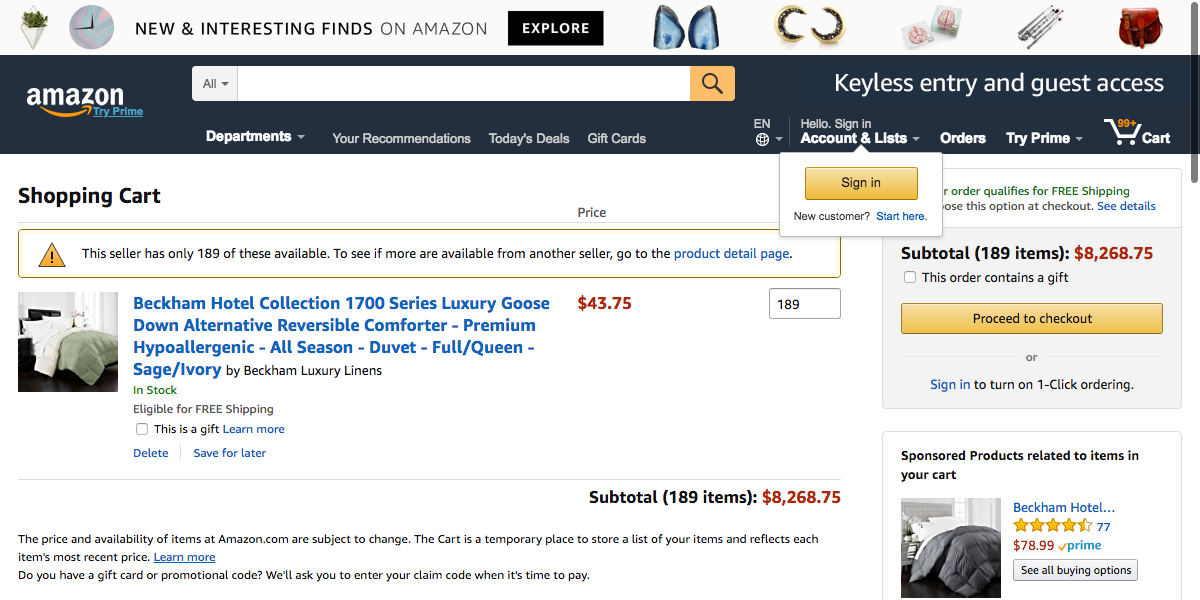 NEW & INTERESTING FINDS ON AMAZON EXPLORE
All
Keyless entry and guest access
amazon
Try Prime
Departments
Your Recommendations
Today's Deals
Gift Cards
EN
Hello. Sign in
Account & Lists
Orders
Try Prime
99+
Cart
Sign in
New customer? Start here.
Shopping Cart
Price
This seller has only 189 of these available. To see if more are available from another seller, go to the product detail page.
Beckham Hotel Collection 1700 Series Luxury Goose
Down Alternative Reversible Comforter - Premium
Hypoallergenic - All Season - Duvet - Full/Queen -
Sage/Ivory by Beckham Luxury Linens
$43.75
189
In Stock
Eligible for FREE Shipping
This is a gift Learn more
Delete
Save for later
Subtotal (189 items): $8,268.75
The price and availability of items at Amazon.com are subject to change. The Cart is a temporary place to store a list of your items and reflects each
item's most recent price. Learn more
Do you have a gift card or promotional code? We'll ask you to enter your claim code when it's time to pay.
r order qualifies for FREE Shipping
ose this option at checkout. See details
Subtotal (189 items): $8,268.75
This order contains a gift
Proceed to checkout
or
Sign in to turn on 1-Click ordering.
Sponsored Products related to items in
your cart
Beckham Hotel...
77
$78.99 prime
See all buying options